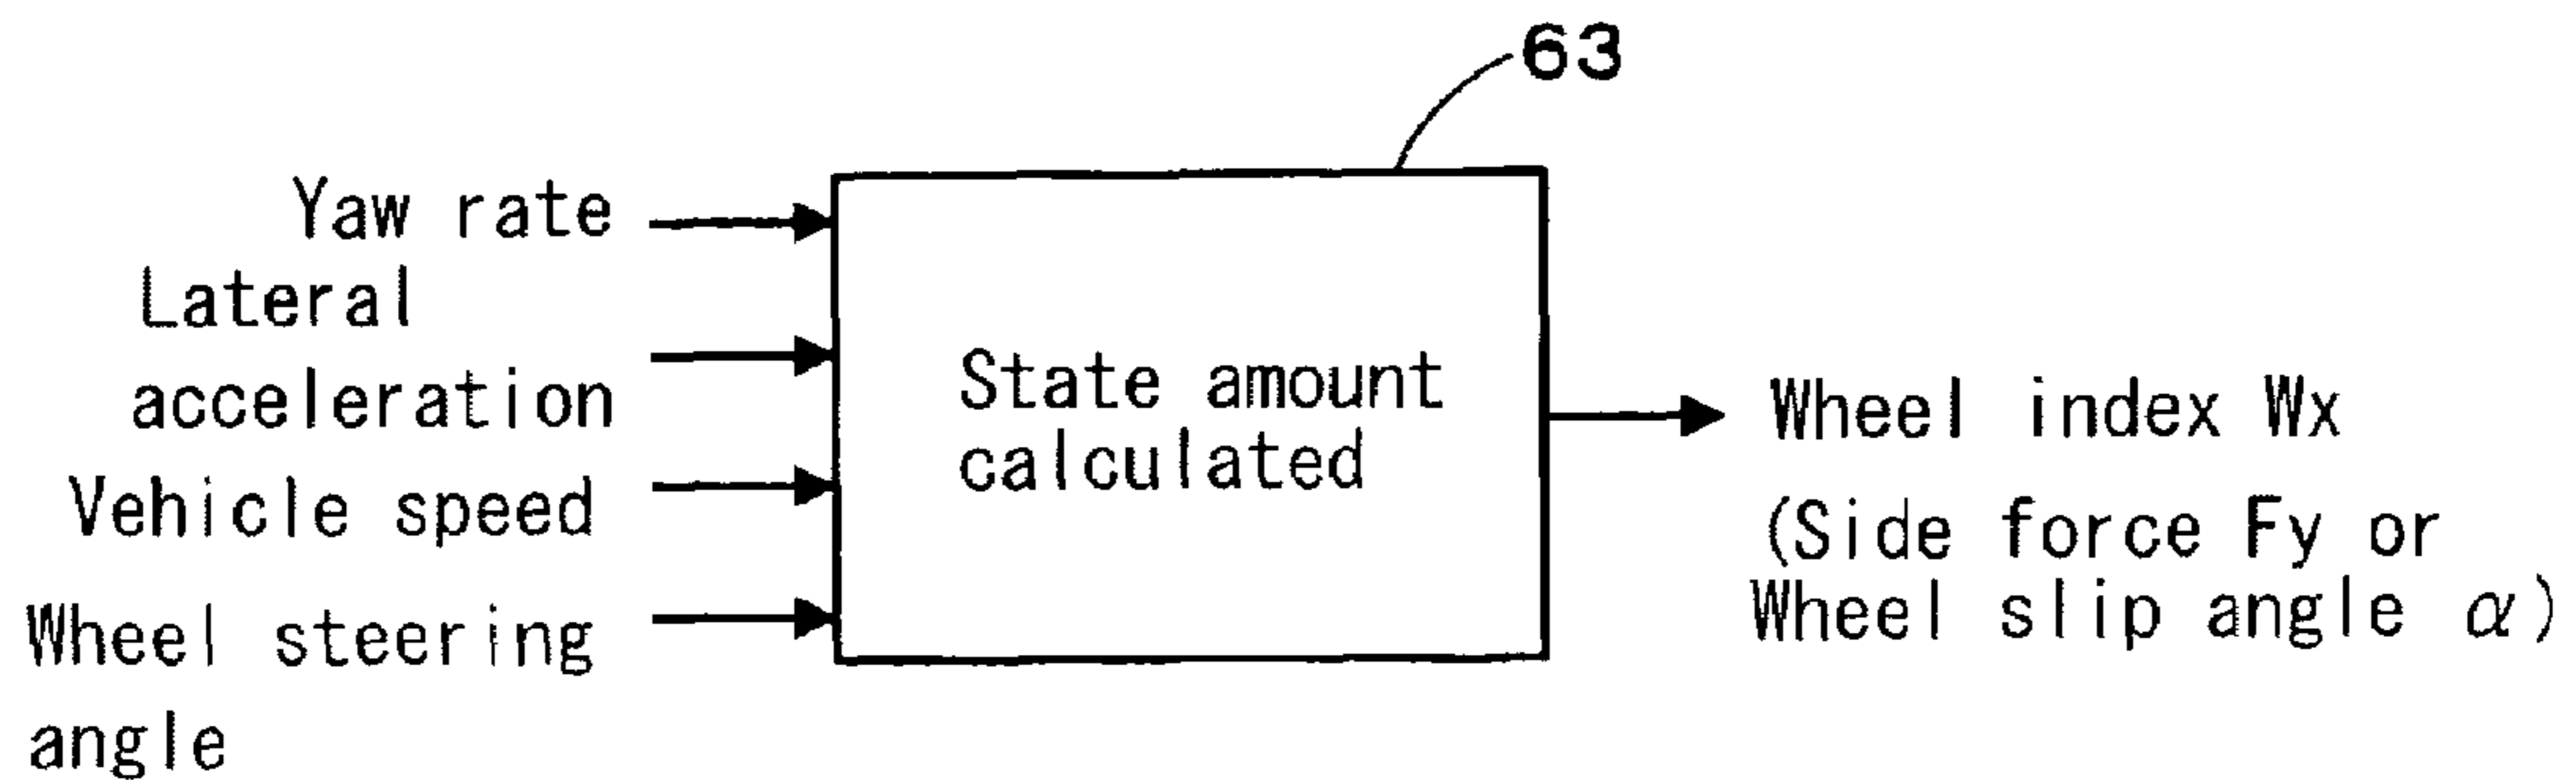 63
Yaw rate
Lateral
acceleration
Vehicle speed
Wheel steering
angle
State amount
calculated
Wheel index Wx
(Side force Fy or
Wheel slip angle α)